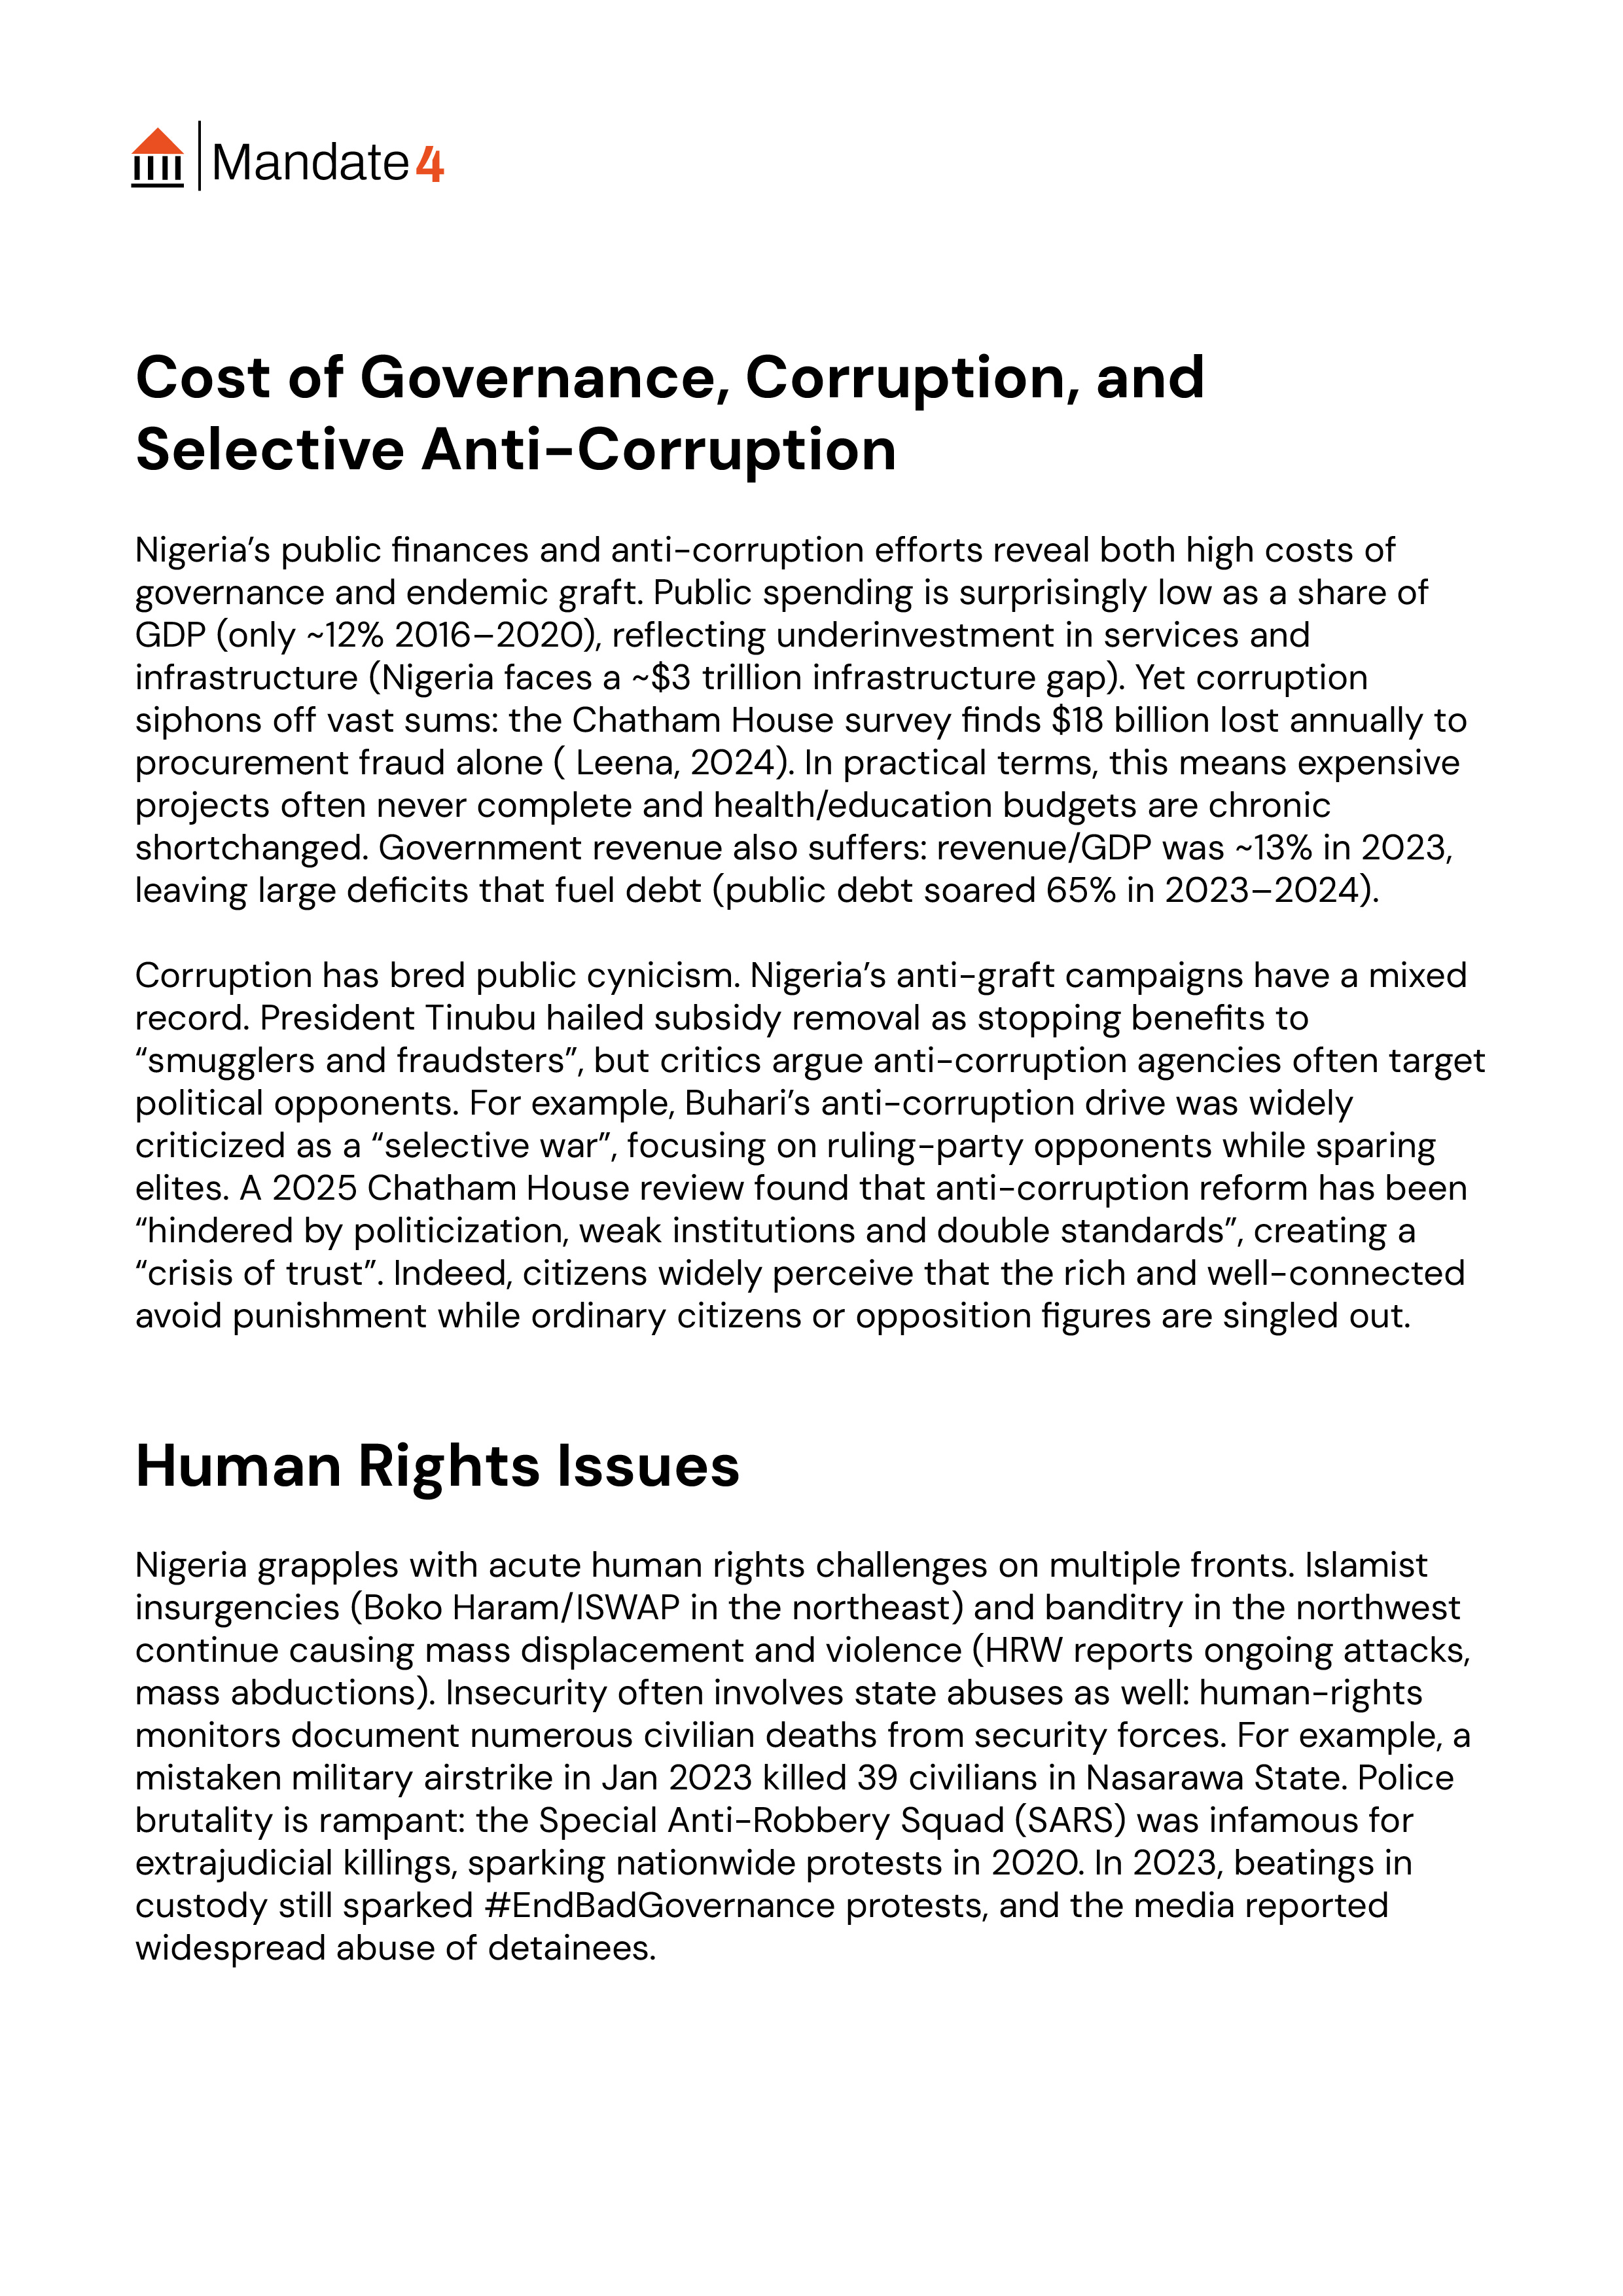 Mandate 4
Cost of Governance, Corruption, and
Selective Anti-Corruption
Nigeria’s public finances and anti-corruption efforts reveal both high costs of
governance and endemic graft. Public spending is surprisingly low as a share of
GDP (only ~12% 2016–2020), reflecting underinvestment in services and
infrastructure (Nigeria faces a ~$3 trillion infrastructure gap). Yet corruption
siphons off vast sums: the Chatham House survey finds $18 billion lost annually to
procurement fraud alone ( Leena, 2024). In practical terms, this means expensive
projects often never complete and health/education budgets are chronic
shortchanged. Government revenue also suffers: revenue/GDP was ~13% in 2023,
leaving large deficits that fuel debt (public debt soared 65% in 2023–2024).
Corruption has bred public cynicism. Nigeria’s anti-graft campaigns have a mixed
record. President Tinubu hailed subsidy removal as stopping benefits to
“smugglers and fraudsters”, but critics argue anti-corruption agencies often target
political opponents. For example, Buhari’s anti-corruption drive was widely
criticized as a “selective war”, focusing on ruling-party opponents while sparing
elites. A 2025 Chatham House review found that anti-corruption reform has been
“hindered by politicization, weak institutions and double standards”, creating a
“crisis of trust”. Indeed, citizens widely perceive that the rich and well-connected
avoid punishment while ordinary citizens or opposition figures are singled out.
Human Rights Issues
Nigeria grapples with acute human rights challenges on multiple fronts. Islamist
insurgencies (Boko Haram/ISWAP in the northeast) and banditry in the northwest
continue causing mass displacement and violence (HRW reports ongoing attacks,
mass abductions). Insecurity often involves state abuses as well: human-rights
monitors document numerous civilian deaths from security forces. For example, a
mistaken military airstrike in Jan 2023 killed 39 civilians in Nasarawa State. Police
brutality is rampant: the Special Anti-Robbery Squad (SARS) was infamous for
extrajudicial killings, sparking nationwide protests in 2020. In 2023, beatings in
custody still sparked #EndBadGovernance protests, and the media reported
widespread abuse of detainees.